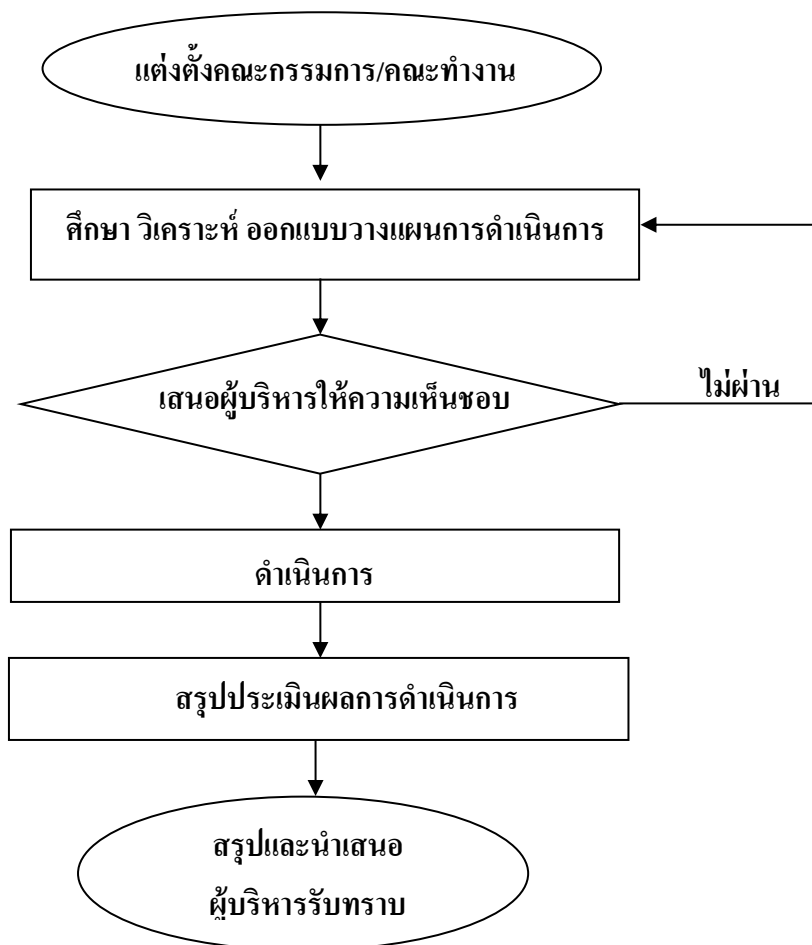 แต่งตั้งคณะกรรมการ/คณะทำงาน
ศึกษา วิเคราะห์ ออกแบบวางแผนการดำเนินการ
เสนอผู้บริหารให้ความเห็นชอบ
ไม่ผ่าน
ดำเนินการ
สรุปประเมินผลการดำเนินการ
สรุปและนำเสนอ
ผู้บริหารรับทราบ